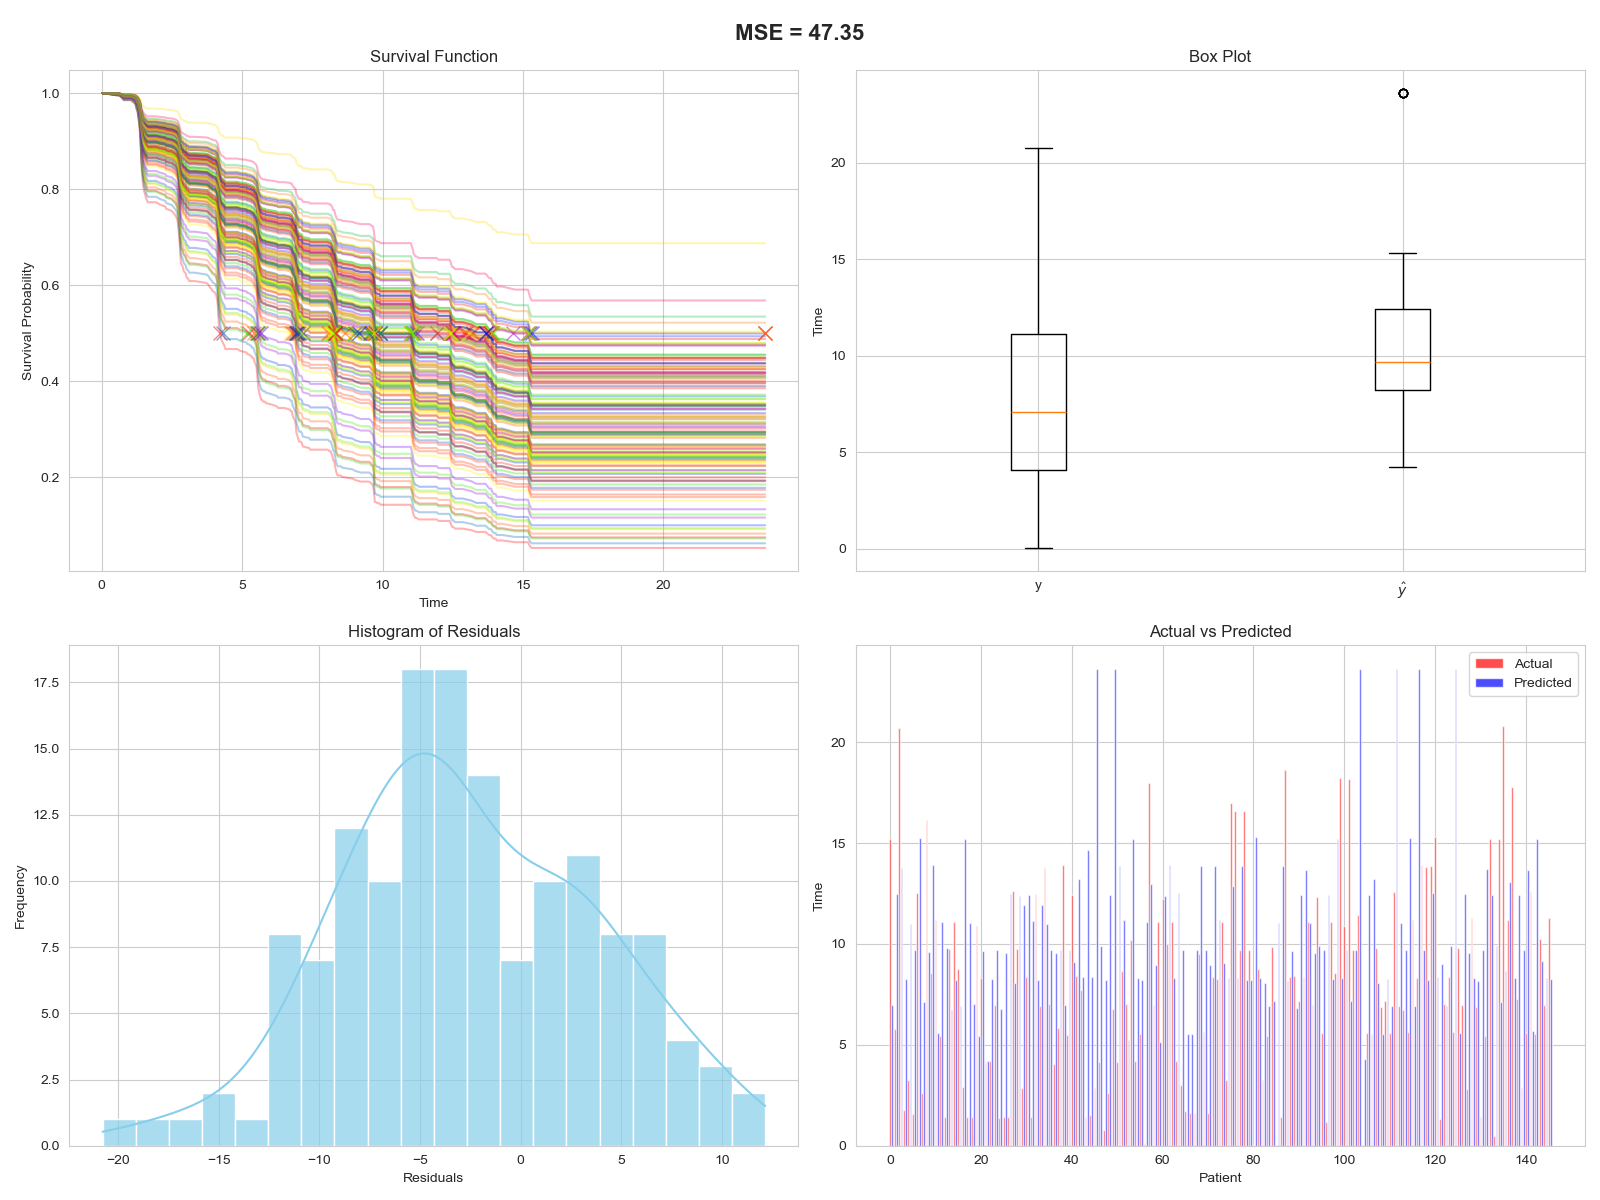 MSE = 47.35
Survival Function
1.0
0.8
0.6
0.4
0.2
Survival Probability
0
5
10
15
20
Time
Box Plot
20
15
10
5
0
Time
y
ŷ
Histogram of Residuals
17.5
15.0
12.5
10.0
7.5
5.0
2.5
0.0
Frequency
−20
−15
−10
−5
0
5
10
Residuals
Actual vs Predicted
Actual
Predicted
20
15
10
5
0
Time
0
20
40
60
80
100
120
140
Patient